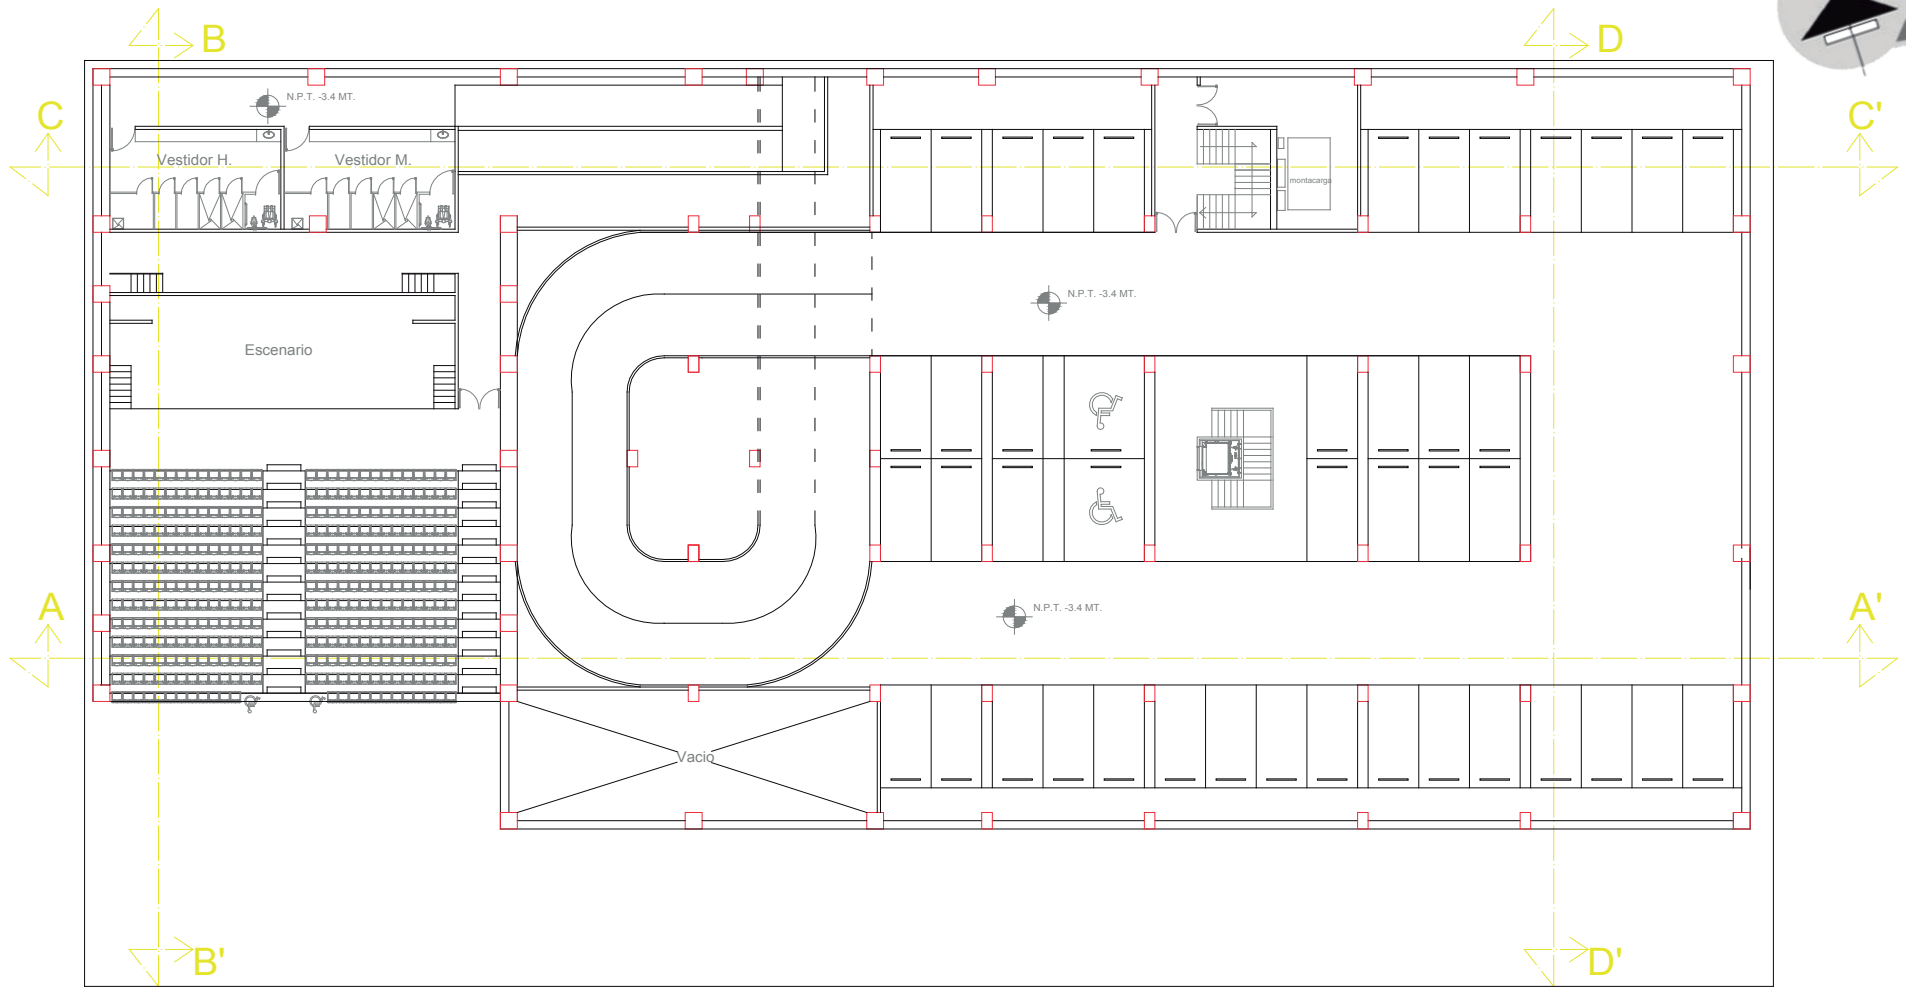 B
D
N.P.T. -3.4 MT.
C
C'
Vestidor H.
Vestidor M.
montacarga
N.P.T. -3.4 MT.
Escenario
A
N.P.T. -3.4 MT.
A'
Vacio
B'
D'